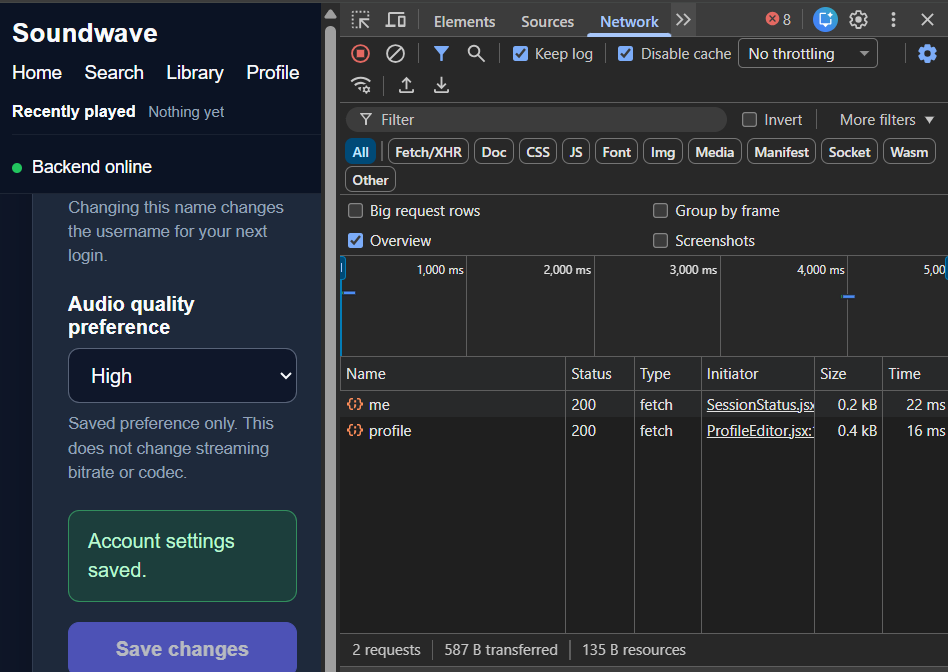 Soundwave
Home Search Library Profile
Recently played Nothing yet
Backend online
Changing this name changes
the username for your next
login.
Audio quality
preference
High
Saved preference only. This
does not change streaming
bitrate or codec.
Account settings
saved.
Save changes
Elements Sources Network 8
Keep log Disable cache No throttling
Filter Invert More filters
All Fetch/XHR Doc CSS JS Font Img Media Manifest Socket Wasm
Other
Big request rows Group by frame
Overview Screenshots
1,000 ms 2,000 ms 3,000 ms 4,000 ms 5,00
Name Status Type Initiator Size Time
me 200 fetch SessionStatus.jsx 0.2 kB 22 ms
profile 200 fetch ProfileEditor.jsx: 0.4 kB 16 ms
2 requests 587 B transferred 135 B resources